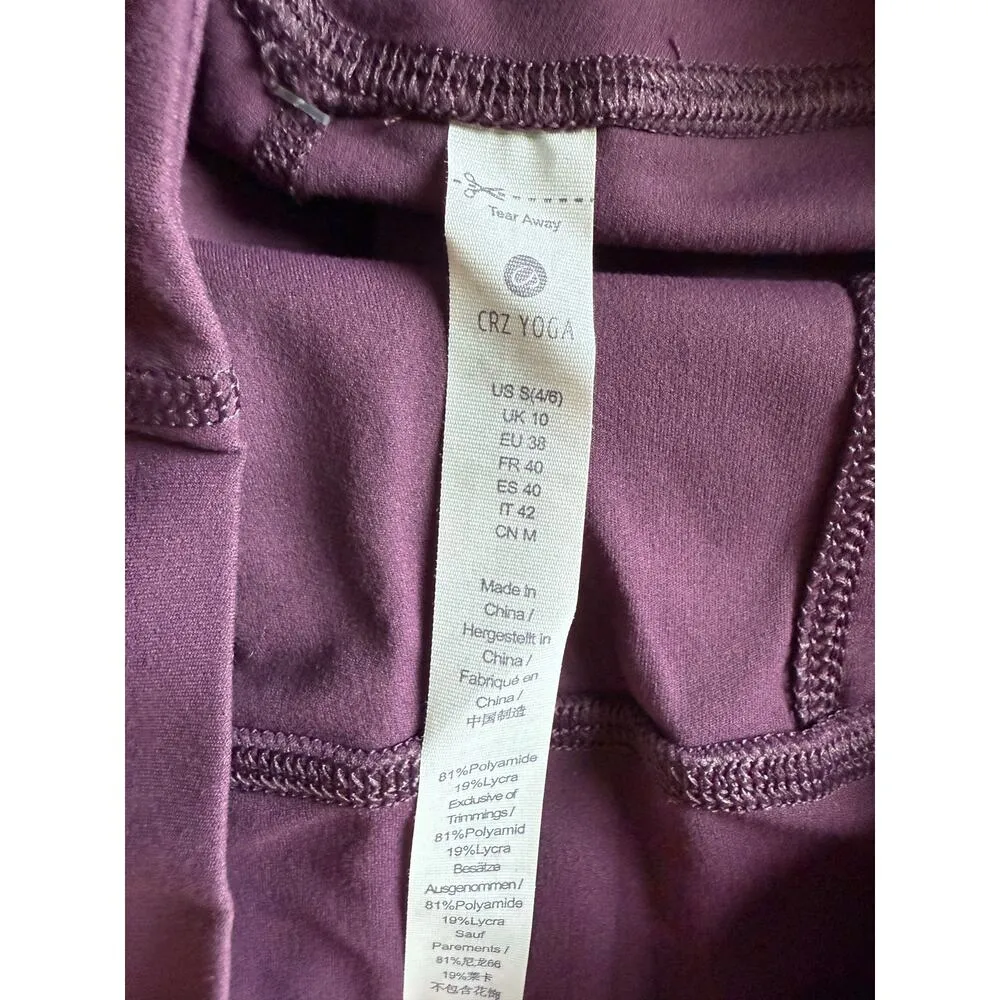 Tear Away
CRZ YOGA
US S(4/6)
UK 10
EU 38
FR 40
ES 40
IT 42
CN M
Made in
China /
Hergestellt in
China /
Fabriqué en
China /
中国制造
81%Polyamide
19%Lycra
Exclusive of
Trimmings /
81%Polyamid
19%Lycra
Besätze
Ausgenommen /
81%Polyamide
19%Lycra
Sauf
Parements /
81%尼龙66
19%莱卡
不包含花饰